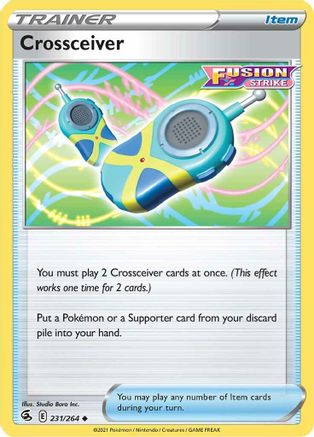 TRAINER
Item
Crossceiver
FUSION
STRIKE
You must play 2 Crossceiver cards at once. (This effect
works one time for 2 cards.)
Put a Pokémon or a Supporter card from your discard
pile into your hand.
Illus. Studio Bora Inc.
E 231/264
You may play any number of Item cards
during your turn.
©2021 Pokémon / Nintendo / Creatures / GAME FREAK